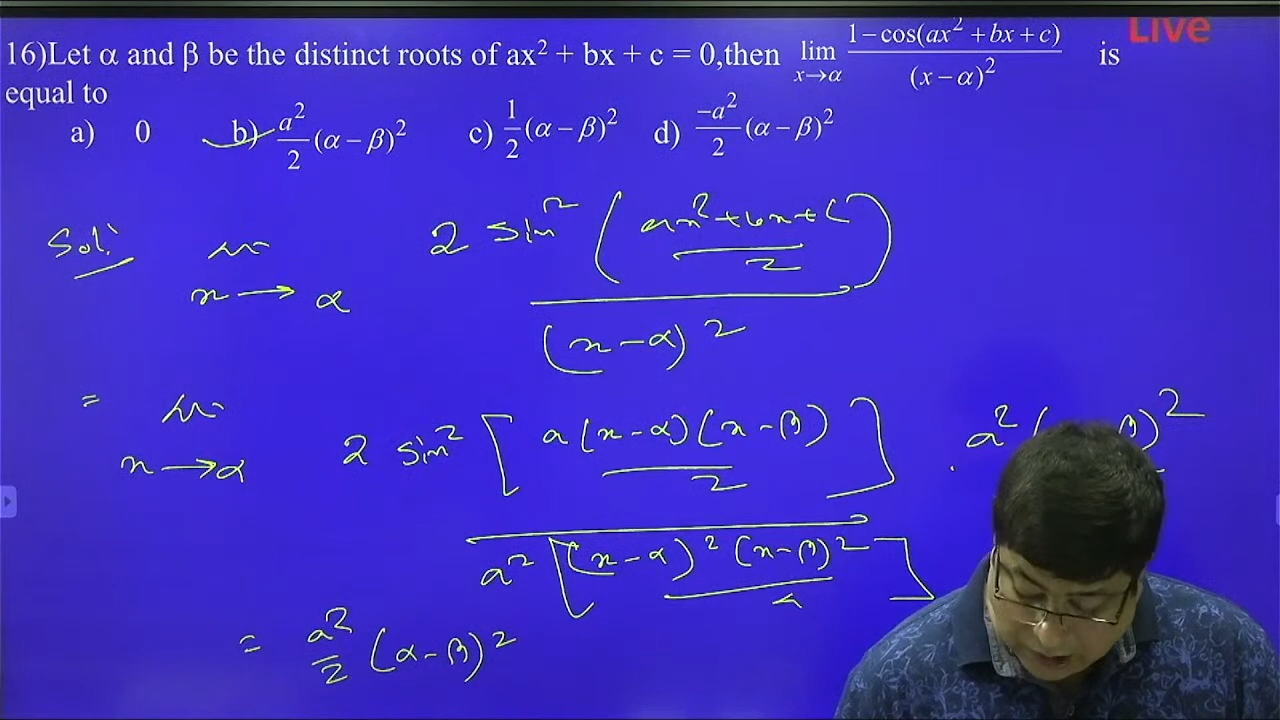 Live
16)Let α and β be the distinct roots of ax² + bx + c = 0,then lim x→α (1−cos(ax² +bx+c))/((x−α)²) is
equal to
a) 0 b) a²/2 (α − β)² c) 1/2 (α − β)² d) −a²/2 (α − β)²
Sol: lim x→α 2 sin² (ax²+bx+c / 2) / (x−α)²
= lim x→α 2 sin² [a(x−α)(x−β) / 2] / a² [(x−α)² (x−β)² / 4] . a² ( β)²
= a²/2 (α−β)²